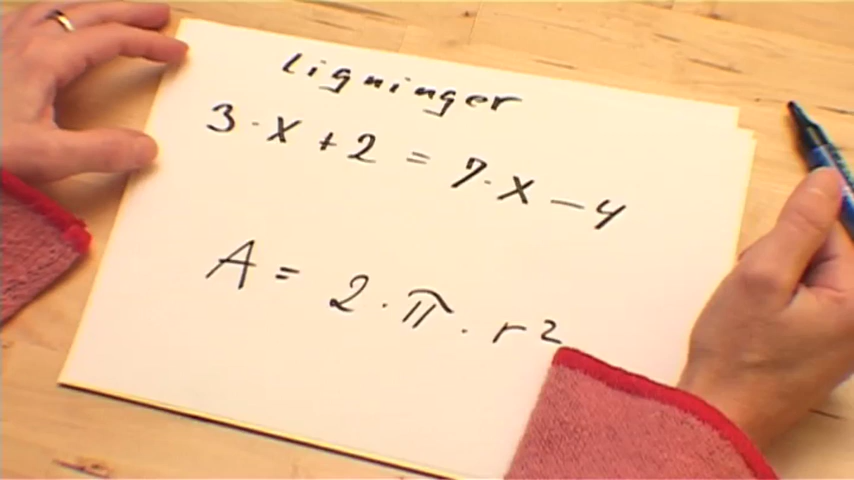 Ligninger
3 · x + 2 = 7 · x − 4
A = 2 · π · r²